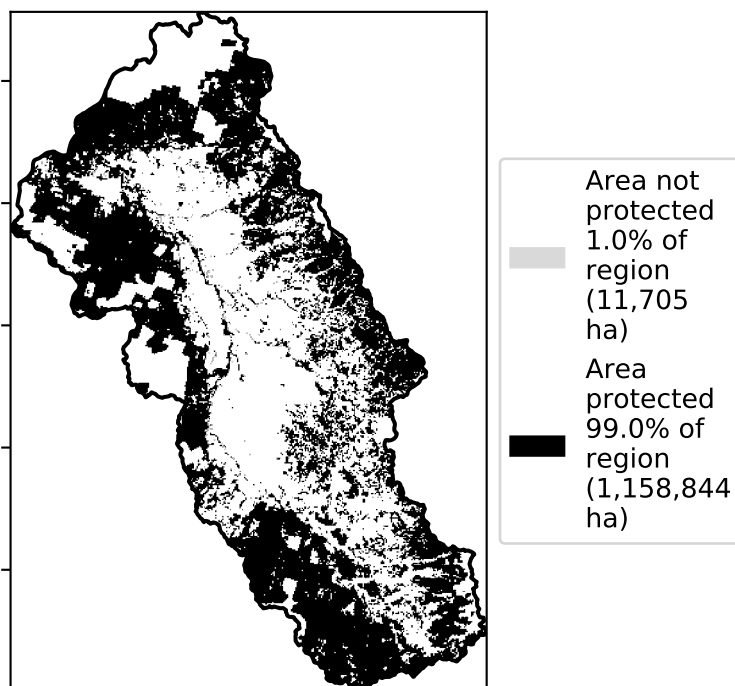 Area not
protected
1.0% of
region
(11,705
ha)
Area
protected
99.0% of
region
(1,158,844
ha)